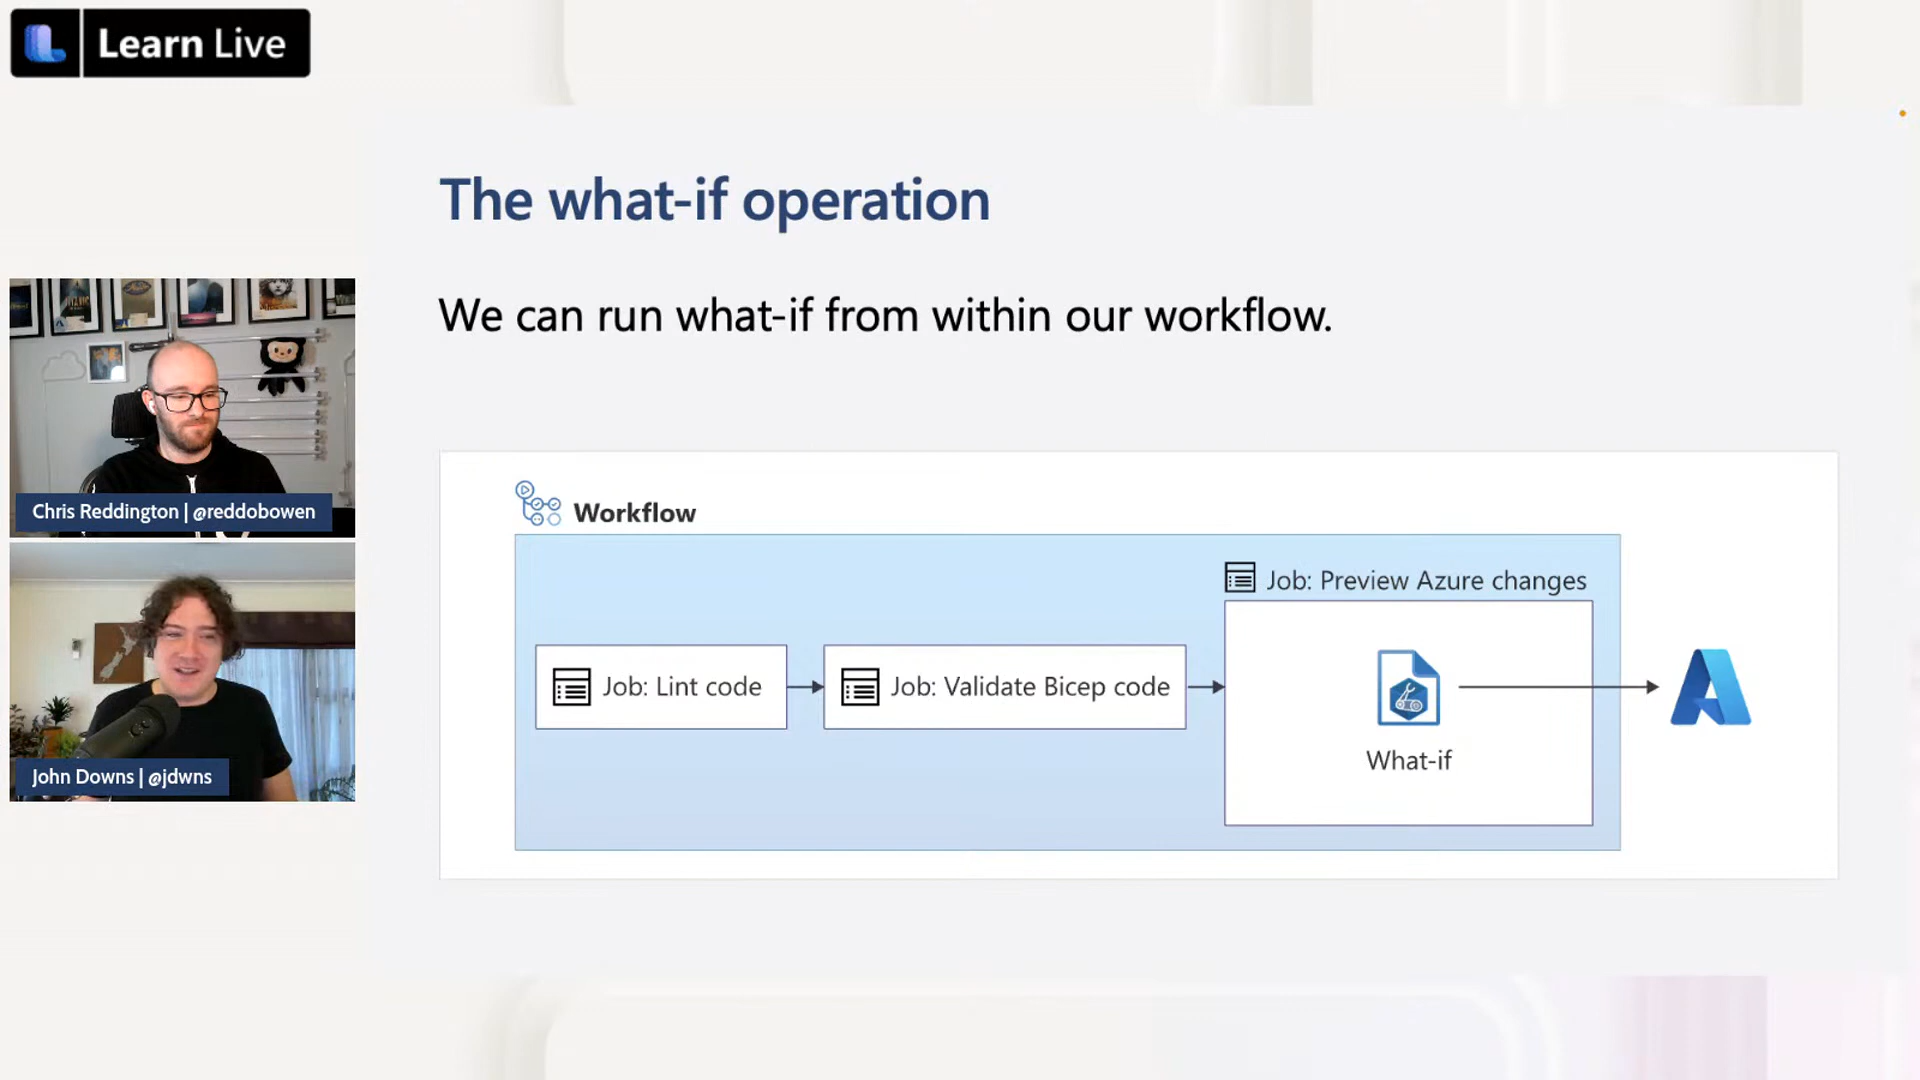 Learn Live
The what-if operation
We can run what-if from within our workflow.
Chris Reddington | @reddobowen
John Downs | @jdwns
Workflow
Job: Lint code
Job: Validate Bicep code
Job: Preview Azure changes
What-if